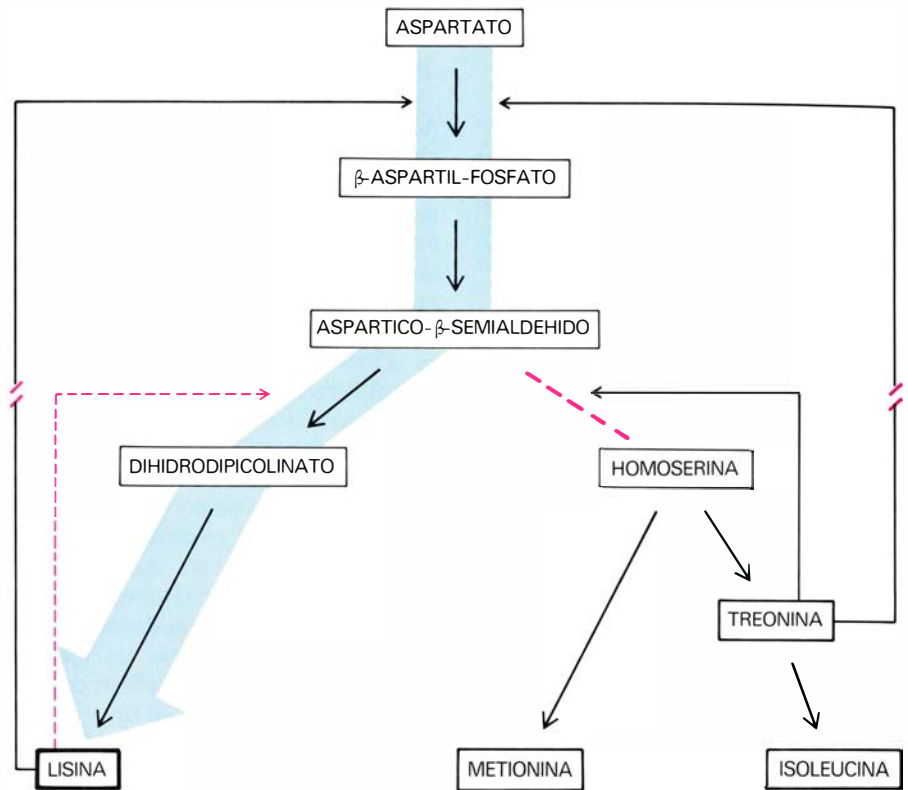 ASPARTATO
β-ASPARTIL-FOSFATO
ASPARTICO-β-SEMIALDEHIDO
DIHIDRODIPICOLINATO
HOMOSERINA
TREONINA
LISINA
METIONINA
ISOLEUCINA